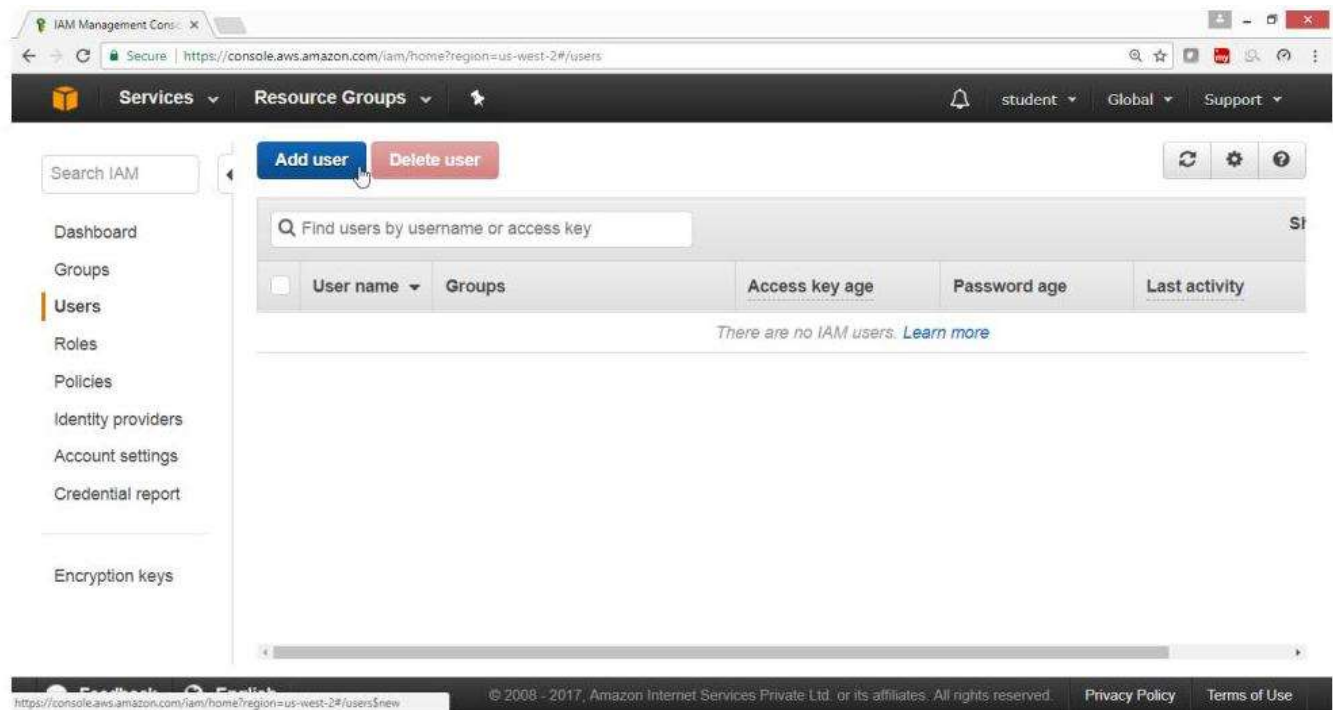 IAM Management Cons
Secure https://console.aws.amazon.com/iam/home?region=us-west-2#/users
Services Resource Groups student Global Support
Search IAM
Add user Delete user
Dashboard
Groups
Users
Roles
Policies
Identity providers
Account settings
Credential report
Encryption keys
Find users by username or access key
User name Groups Access key age Password age Last activity
There are no IAM users. Learn more
English © 2008 - 2017, Amazon Internet Services Private Ltd. or its affiliates. All rights reserved. Privacy Policy Terms of Use
https://console.aws.amazon.com/iam/home?region=us-west-2#/users$new